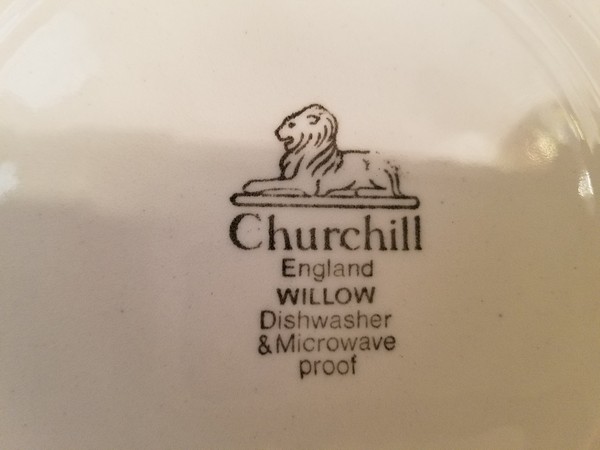 Churchill
England
WILLOW
Dishwasher
& Microwave
proof